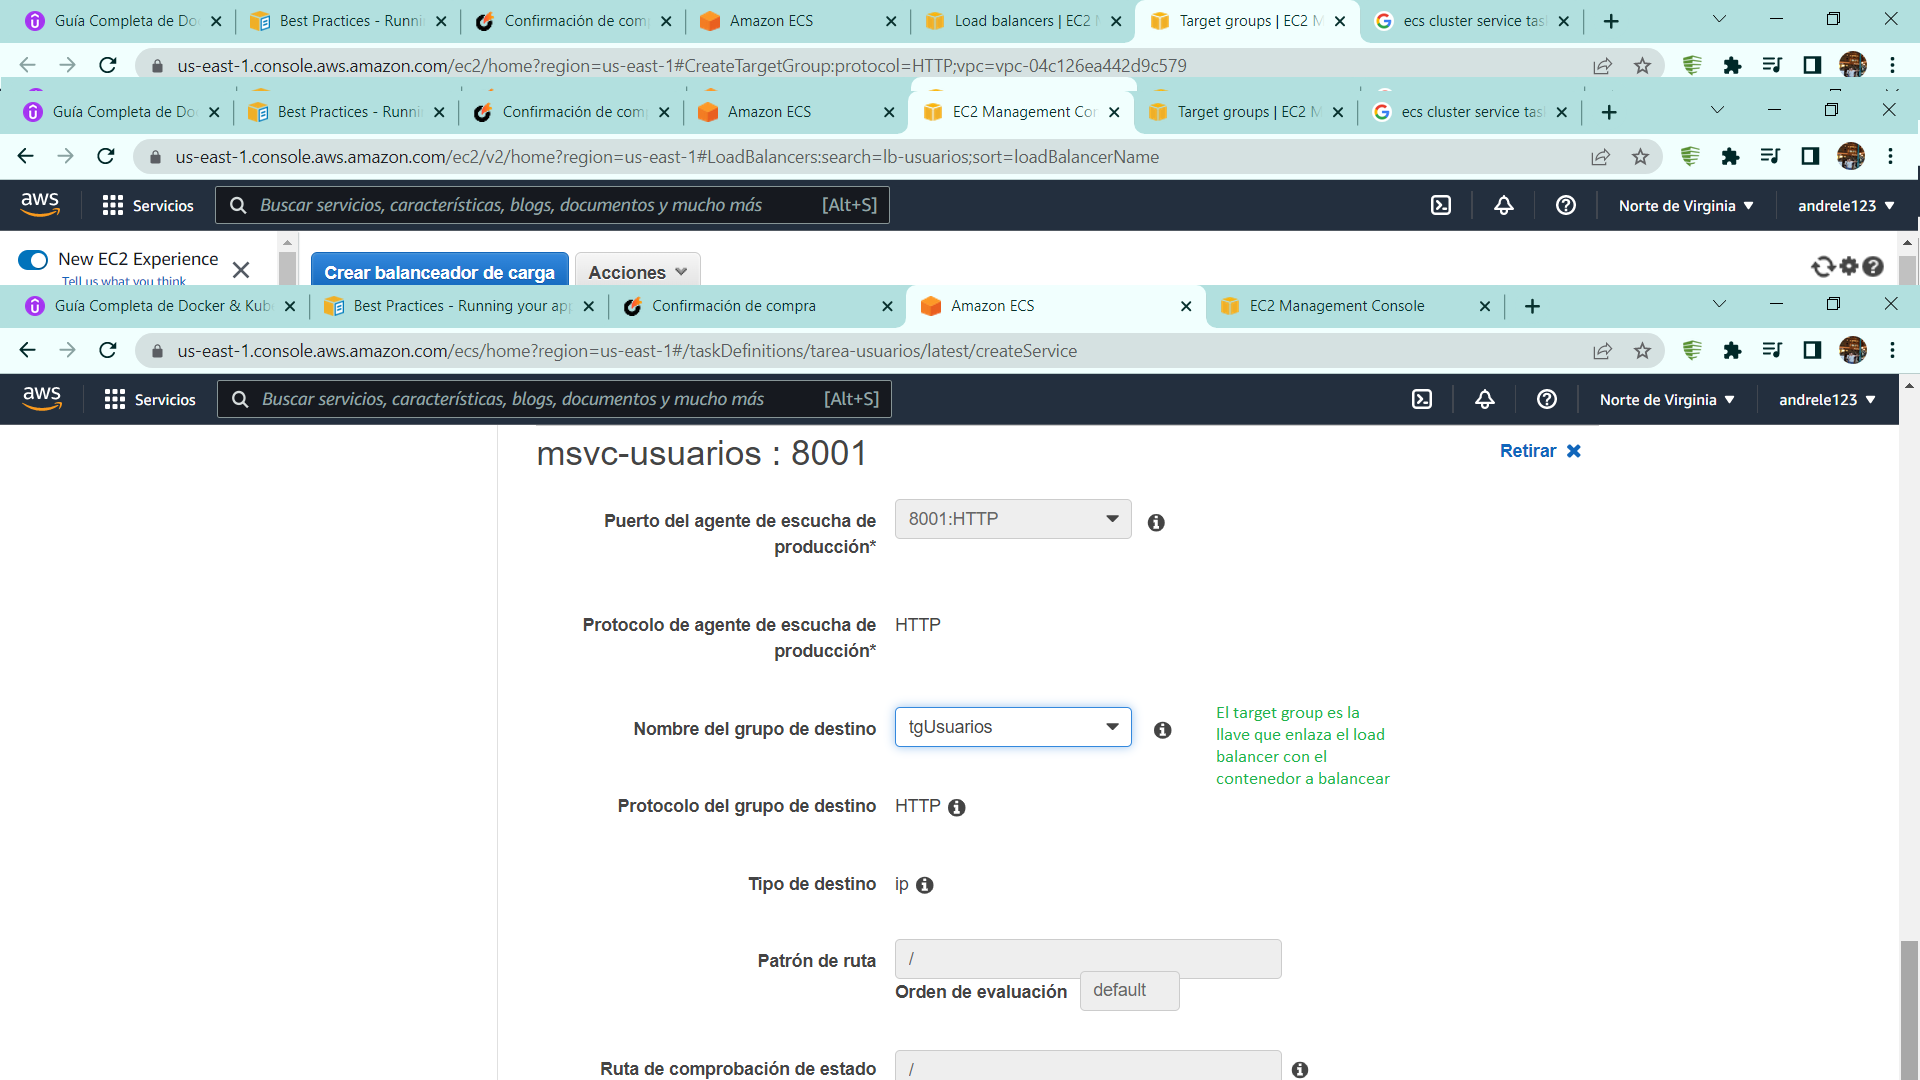 Guía Completa de Doc
Best Practices - Runnin
Confirmación de com
Amazon ECS
Load balancers | EC2 M
Target groups | EC2 M
ecs cluster service tas
us-east-1.console.aws.amazon.com/ec2/home?region=us-east-1#CreateTargetGroup:protocol=HTTP;vpc=vpc-04c126ea442d9c579
Guía Completa de Do
Best Practices - Runnin
Confirmación de com
Amazon ECS
EC2 Management Con
Target groups | EC2 M
ecs cluster service tas
us-east-1.console.aws.amazon.com/ec2/v2/home?region=us-east-1#LoadBalancers:search=lb-usuarios;sort=loadBalancerName
aws
Servicios
Buscar servicios, características, blogs, documentos y mucho más [Alt+S]
Norte de Virginia
andrele123
New EC2 Experience
Tell us what you think
Crear balanceador de carga
Acciones
Guía Completa de Docker & Kube
Best Practices - Running your app
Confirmación de compra
Amazon ECS
EC2 Management Console
us-east-1.console.aws.amazon.com/ecs/home?region=us-east-1#/taskDefinitions/tarea-usuarios/latest/createService
aws
Servicios
Buscar servicios, características, blogs, documentos y mucho más [Alt+S]
Norte de Virginia
andrele123
msvc-usuarios : 8001
Retirar
Puerto del agente de escucha de
producción*
8001:HTTP
Protocolo de agente de escucha de
producción*
HTTP
Nombre del grupo de destino
tgUsuarios
El target group es la
llave que enlaza el load
balancer con el
contenedor a balancear
Protocolo del grupo de destino
HTTP
Tipo de destino
ip
Patrón de ruta
/
Orden de evaluación
default
Ruta de comprobación de estado
/